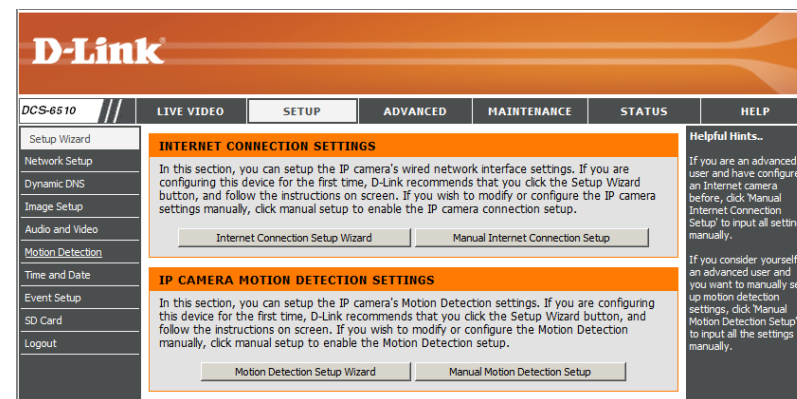 D-Link
DCS-6510
LIVE VIDEO
SETUP
ADVANCED
MAINTENANCE
STATUS
HELP
Setup Wizard
Network Setup
Dynamic DNS
Image Setup
Audio and Video
Motion Detection
Time and Date
Event Setup
SD Card
Logout
INTERNET CONNECTION SETTINGS
In this section, you can setup the IP camera's wired network interface settings. If you are
configuring this device for the first time, D-Link recommends that you click the Setup Wizard
button, and follow the instructions on screen. If you wish to modify or configure the IP camera
settings manually, click manual setup to enable the IP camera connection setup.
Internet Connection Setup Wizard
Manual Internet Connection Setup
IP CAMERA MOTION DETECTION SETTINGS
In this section, you can setup the IP camera's Motion Detection settings. If you are configuring
this device for the first time, D-Link recommends that you click the Setup Wizard button, and
follow the instructions on screen. If you wish to modify or configure the Motion Detection
manually, click manual setup to enable the Motion Detection setup.
Motion Detection Setup Wizard
Manual Motion Detection Setup
Helpful Hints..
If you are an advanced
user and have configure
an Internet camera
before, click 'Manual
Internet Connection
Setup' to input all settin
manually.
If you consider yourself
an advanced user and
you want to manually se
up motion detection
settings, click 'Manual
Motion Detection Setup'
to input all the settings
manually.